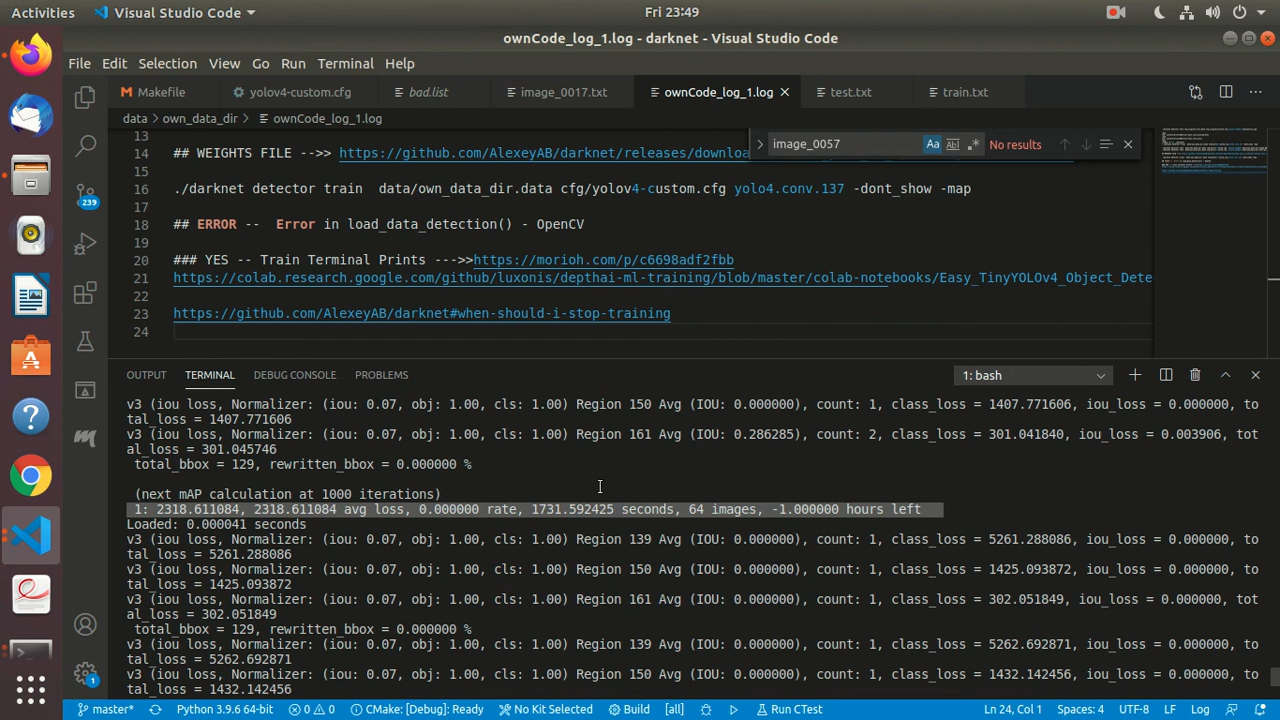 Activities
Visual Studio Code
Fri 23:49
ownCode_log_1.log - darknet - Visual Studio Code
File Edit Selection View Go Run Terminal Help
Makefile
yolov4-custom.cfg
bad.list
image_0017.txt
ownCode_log_1.log
test.txt
train.txt
data > own_data_dir > ownCode_log_1.log
image_0057
Aa
No results
13
14 ## WEIGHTS FILE -->> https://github.com/AlexeyAB/darknet/releases/downloa
15
16 ./darknet detector train data/own_data_dir.data cfg/yolov4-custom.cfg yolo4.conv.137 -dont_show -map
17
18 ## ERROR -- Error in load_data_detection() - OpenCV
19
20 ### YES -- Train Terminal Prints --->>https://morioh.com/p/c6698adf2fbb
21 https://colab.research.google.com/github/luxonis/depthai-ml-training/blob/master/colab-notebooks/Easy_TinyYOLOv4_Object_Dete
22
23 https://github.com/AlexeyAB/darknet#when-should-i-stop-training
24
239
OUTPUT TERMINAL DEBUG CONSOLE PROBLEMS
1: bash
v3 (iou loss, Normalizer: (iou: 0.07, obj: 1.00, cls: 1.00) Region 150 Avg (IOU: 0.000000), count: 1, class_loss = 1407.771606, iou_loss = 0.000000, to
tal_loss = 1407.771606
v3 (iou loss, Normalizer: (iou: 0.07, obj: 1.00, cls: 1.00) Region 161 Avg (IOU: 0.286285), count: 2, class_loss = 301.041840, iou_loss = 0.003906, tot
al_loss = 301.045746
total_bbox = 129, rewritten_bbox = 0.000000 %
(next mAP calculation at 1000 iterations)
1: 2318.611084, 2318.611084 avg loss, 0.000000 rate, 1731.592425 seconds, 64 images, -1.000000 hours left
Loaded: 0.000041 seconds
v3 (iou loss, Normalizer: (iou: 0.07, obj: 1.00, cls: 1.00) Region 139 Avg (IOU: 0.000000), count: 1, class_loss = 5261.288086, iou_loss = 0.000000, to
tal_loss = 5261.288086
v3 (iou loss, Normalizer: (iou: 0.07, obj: 1.00, cls: 1.00) Region 150 Avg (IOU: 0.000000), count: 1, class_loss = 1425.093872, iou_loss = 0.000000, to
tal_loss = 1425.093872
v3 (iou loss, Normalizer: (iou: 0.07, obj: 1.00, cls: 1.00) Region 161 Avg (IOU: 0.000000), count: 1, class_loss = 302.051849, iou_loss = 0.000000, tot
al_loss = 302.051849
total_bbox = 129, rewritten_bbox = 0.000000 %
v3 (iou loss, Normalizer: (iou: 0.07, obj: 1.00, cls: 1.00) Region 139 Avg (IOU: 0.000000), count: 1, class_loss = 5262.692871, iou_loss = 0.000000, to
tal_loss = 5262.692871
v3 (iou loss, Normalizer: (iou: 0.07, obj: 1.00, cls: 1.00) Region 150 Avg (IOU: 0.000000), count: 1, class_loss = 1432.142456, iou_loss = 0.000000, to
tal_loss = 1432.142456
1
master* Python 3.9.6 64-bit 0 0 CMake: [Debug]: Ready No Kit Selected Build [all] Run CTest Ln 24, Col 1 Spaces: 4 UTF-8 LF Log